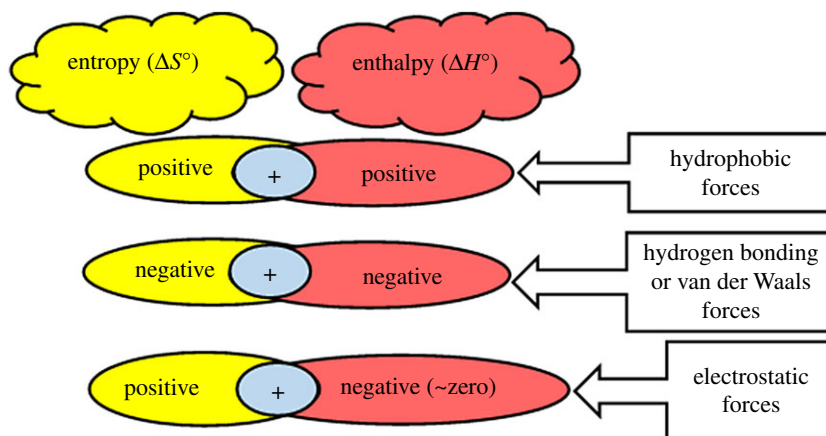 entropy (ΔS°)
enthalpy (ΔH°)
positive
+
positive
hydrophobic
forces
negative
+
negative
hydrogen bonding
or van der Waals
forces
positive
+
negative (~zero)
electrostatic
forces